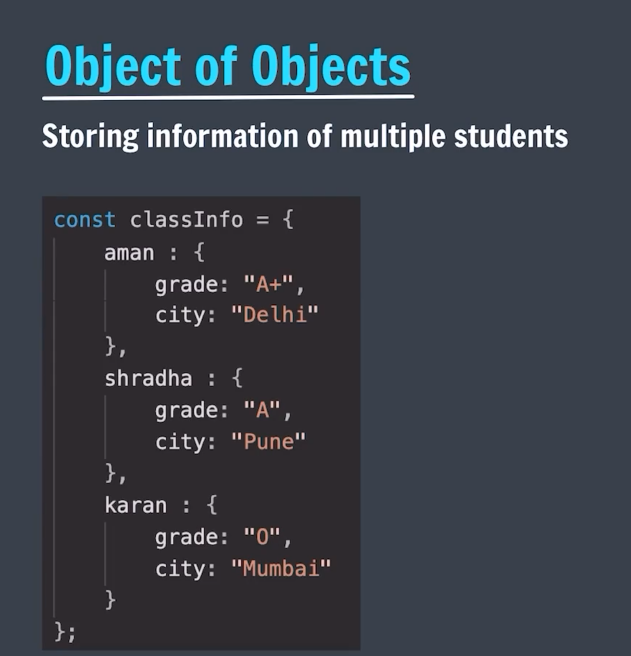 Object of Objects
Storing information of multiple students
const classInfo = {
    aman : {
        grade: "A+",
        city: "Delhi"
    },
    shradha : {
        grade: "A",
        city: "Pune"
    },
    karan : {
        grade: "O",
        city: "Mumbai"
    }
};